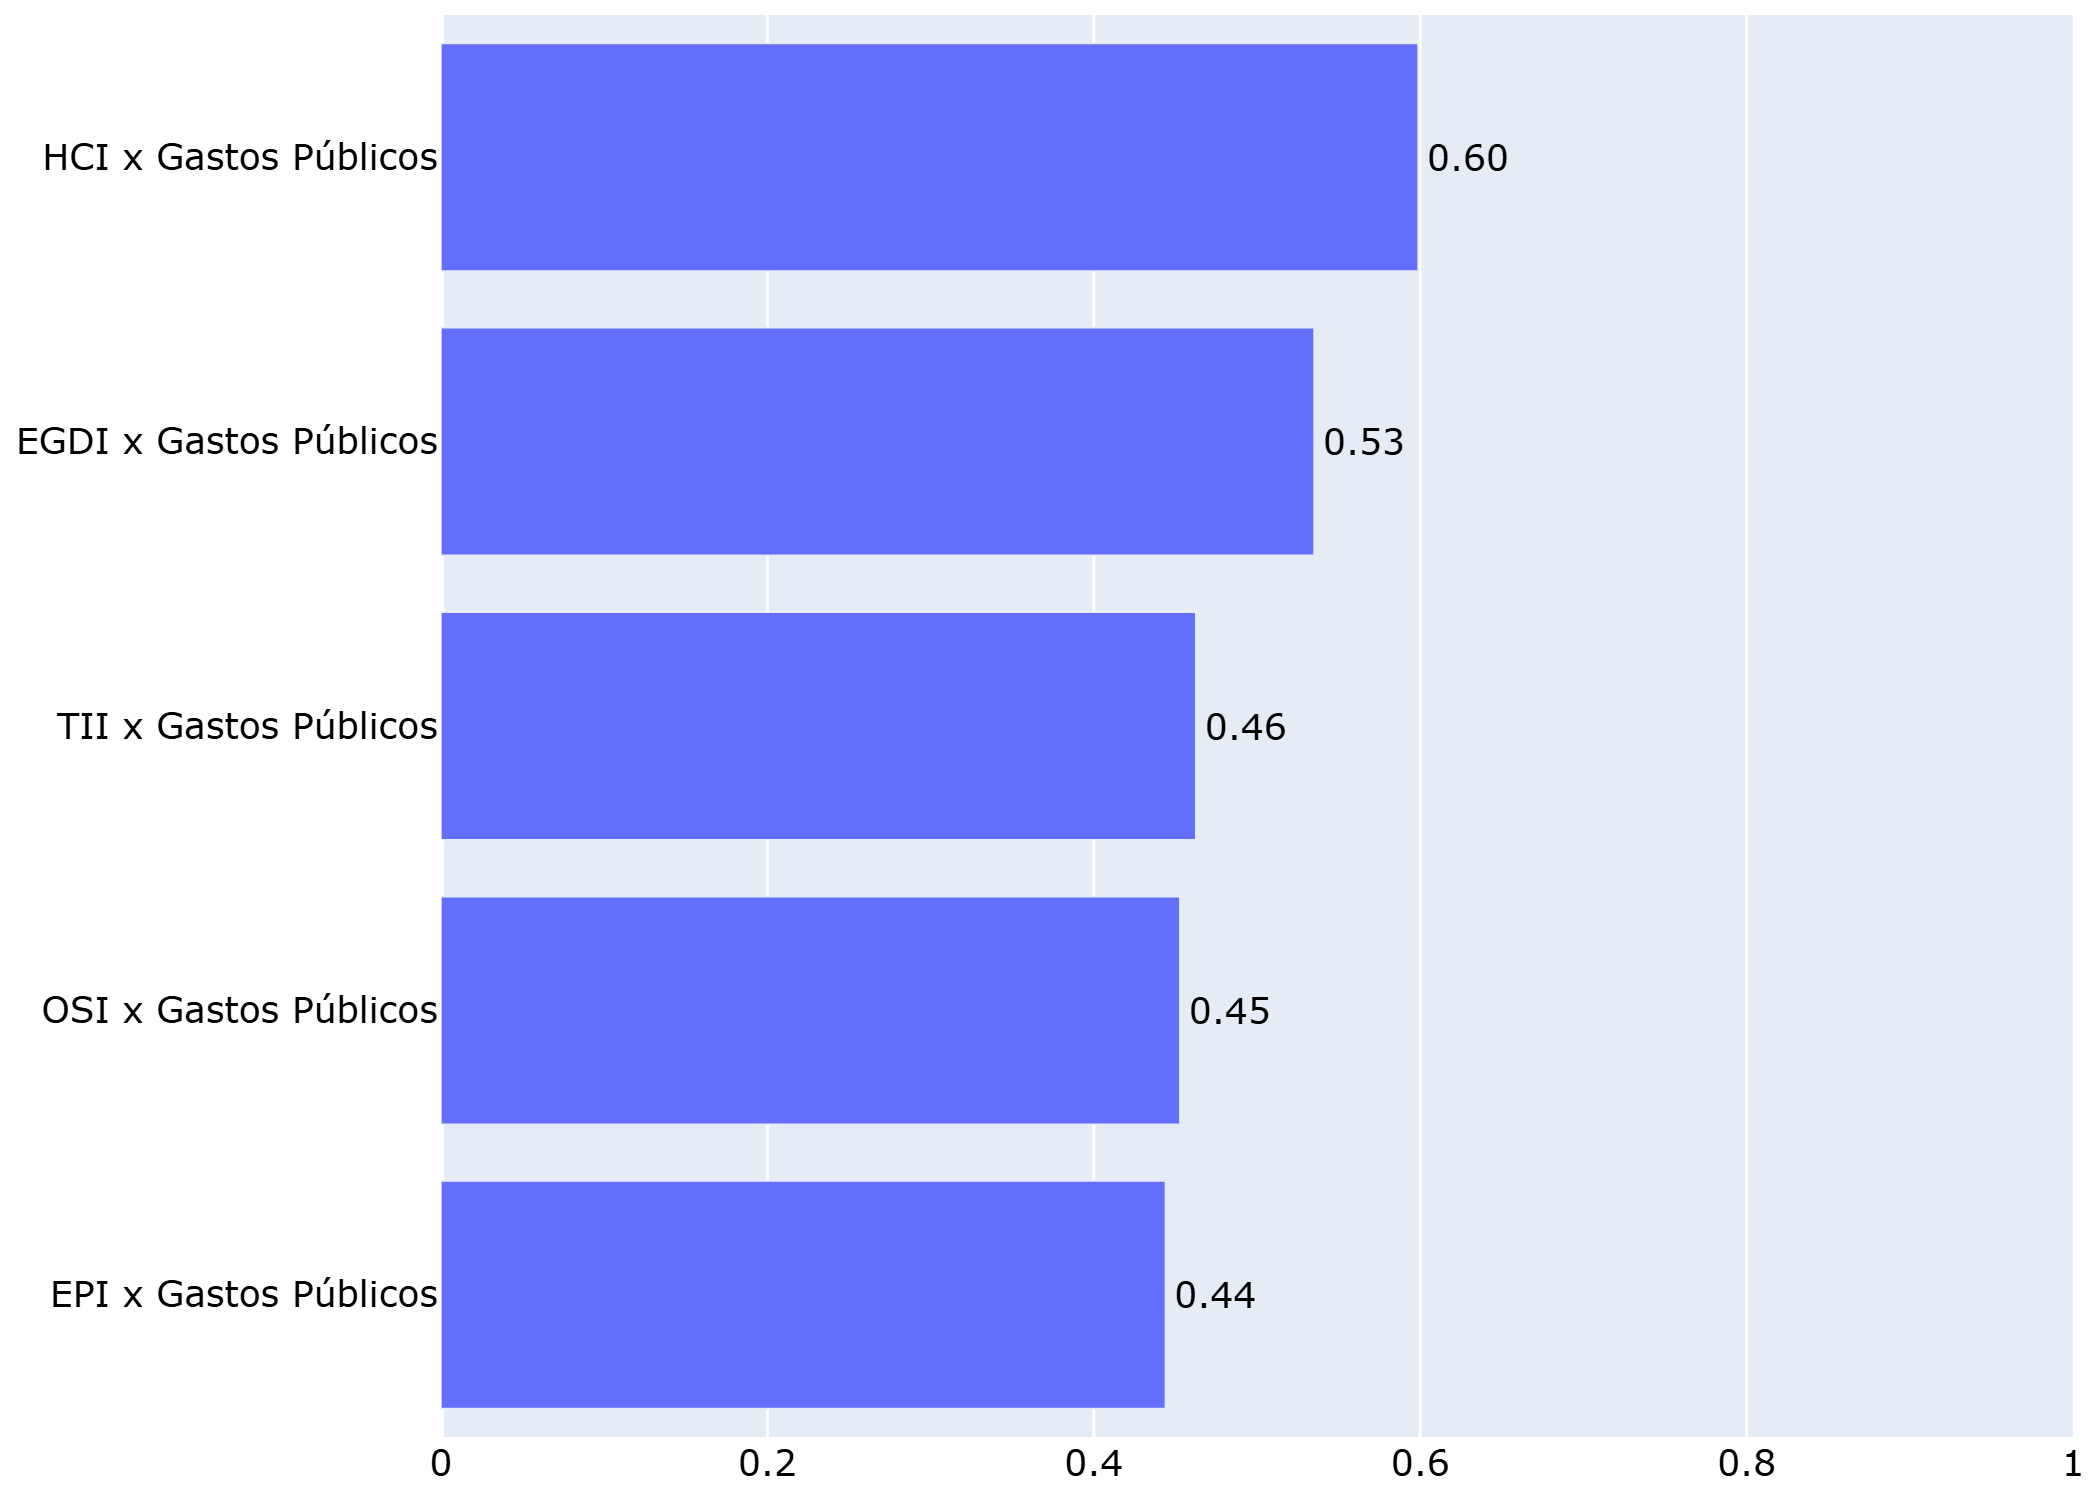 HCI x Gastos Públicos
0.60
EGDI x Gastos Públicos
0.53
TII x Gastos Públicos
0.46
OSI x Gastos Públicos
0.45
EPI x Gastos Públicos
0.44
0 0.2 0.4 0.6 0.8 1